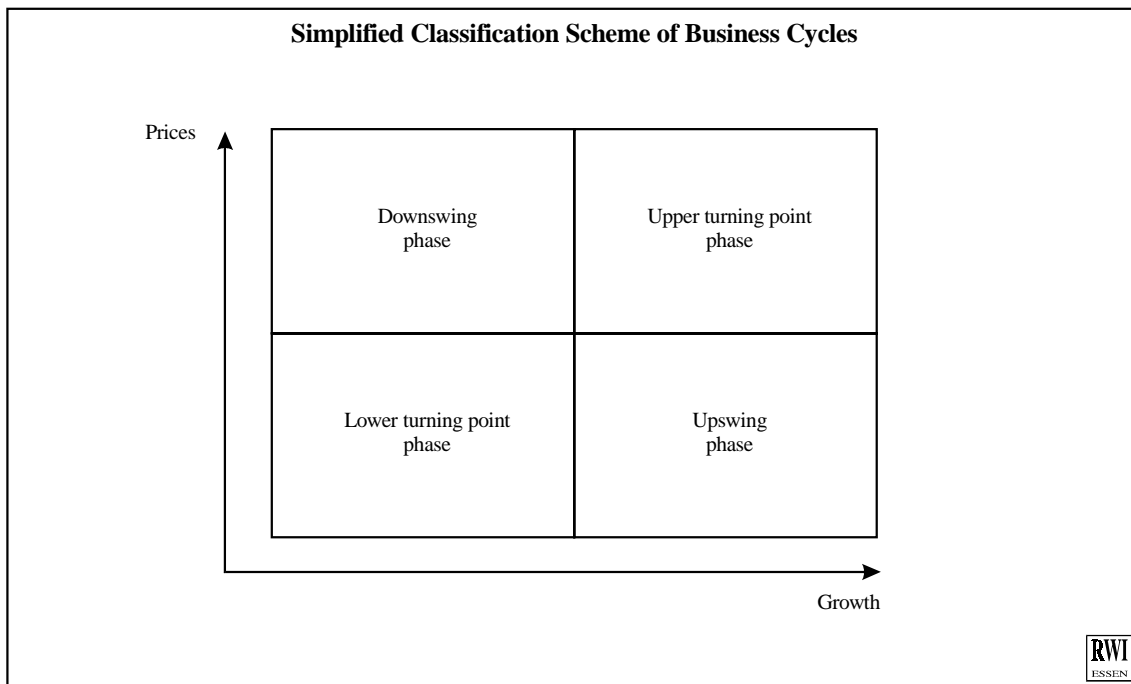 Simplified Classification Scheme of Business Cycles
Prices
Downswing
phase
Upper turning point
phase
Lower turning point
phase
Upswing
phase
Growth
RWI
ESSEN